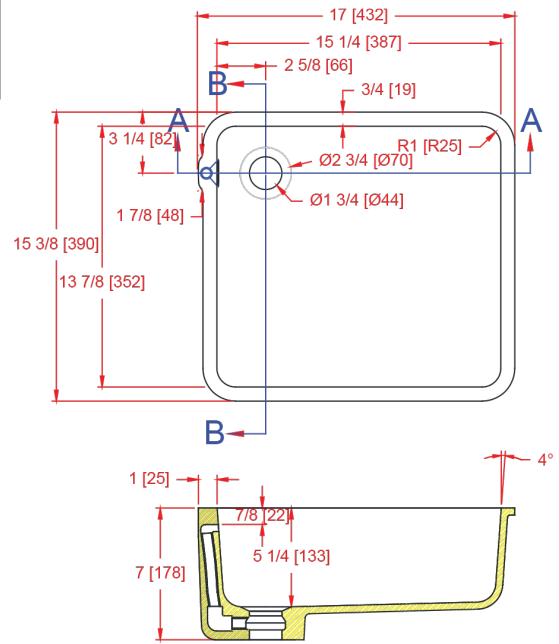 17 [432]
15 1/4 [387]
2 5/8 [66]
B
3/4 [19]
A
A
3 1/4 [82]
R1 [R25]
Ø2 3/4 [Ø70]
Ø1 3/4 [Ø44]
1 7/8 [48]
15 3/8 [390]
13 7/8 [352]
B
4°
1 [25]
7/8 [22]
5 1/4 [133]
7 [178]